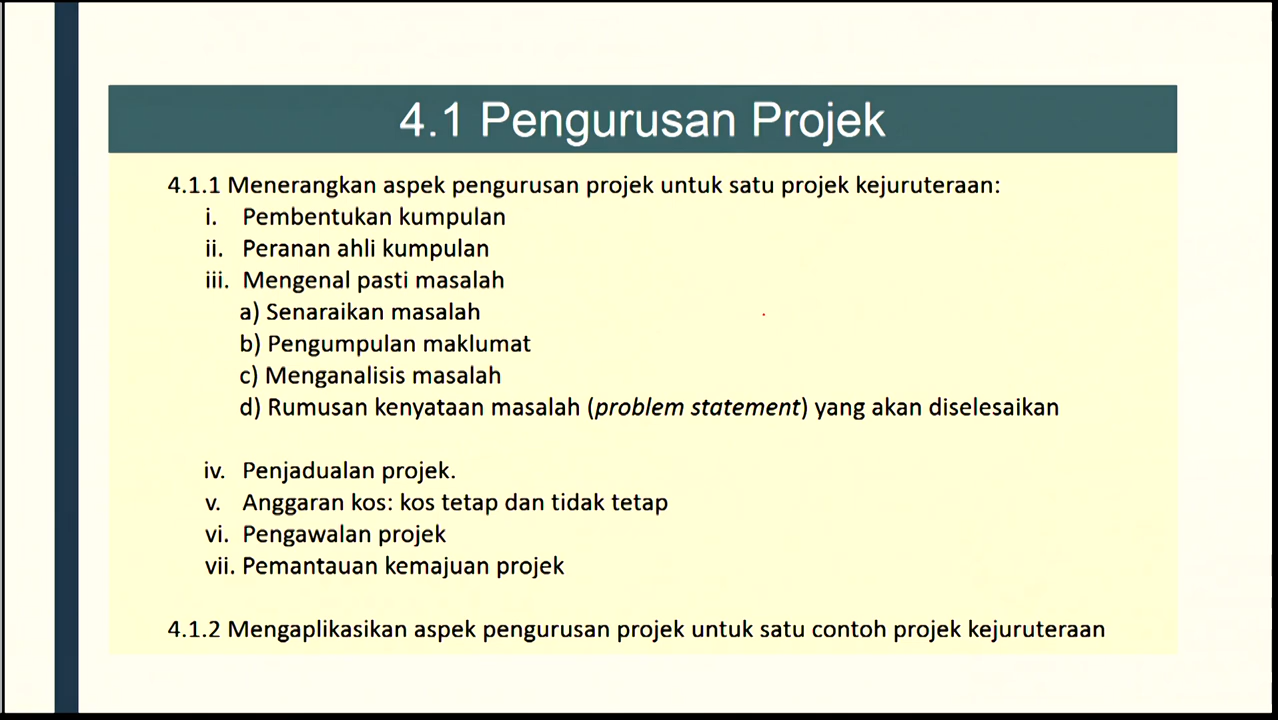 4.1 Pengurusan Projek
4.1.1 Menerangkan aspek pengurusan projek untuk satu projek kejuruteraan:
i. Pembentukan kumpulan
ii. Peranan ahli kumpulan
iii. Mengenal pasti masalah
a) Senaraikan masalah
b) Pengumpulan maklumat
c) Menganalisis masalah
d) Rumusan kenyataan masalah (problem statement) yang akan diselesaikan
iv. Penjadualan projek.
v. Anggaran kos: kos tetap dan tidak tetap
vi. Pengawalan projek
vii. Pemantauan kemajuan projek
4.1.2 Mengaplikasikan aspek pengurusan projek untuk satu contoh projek kejuruteraan